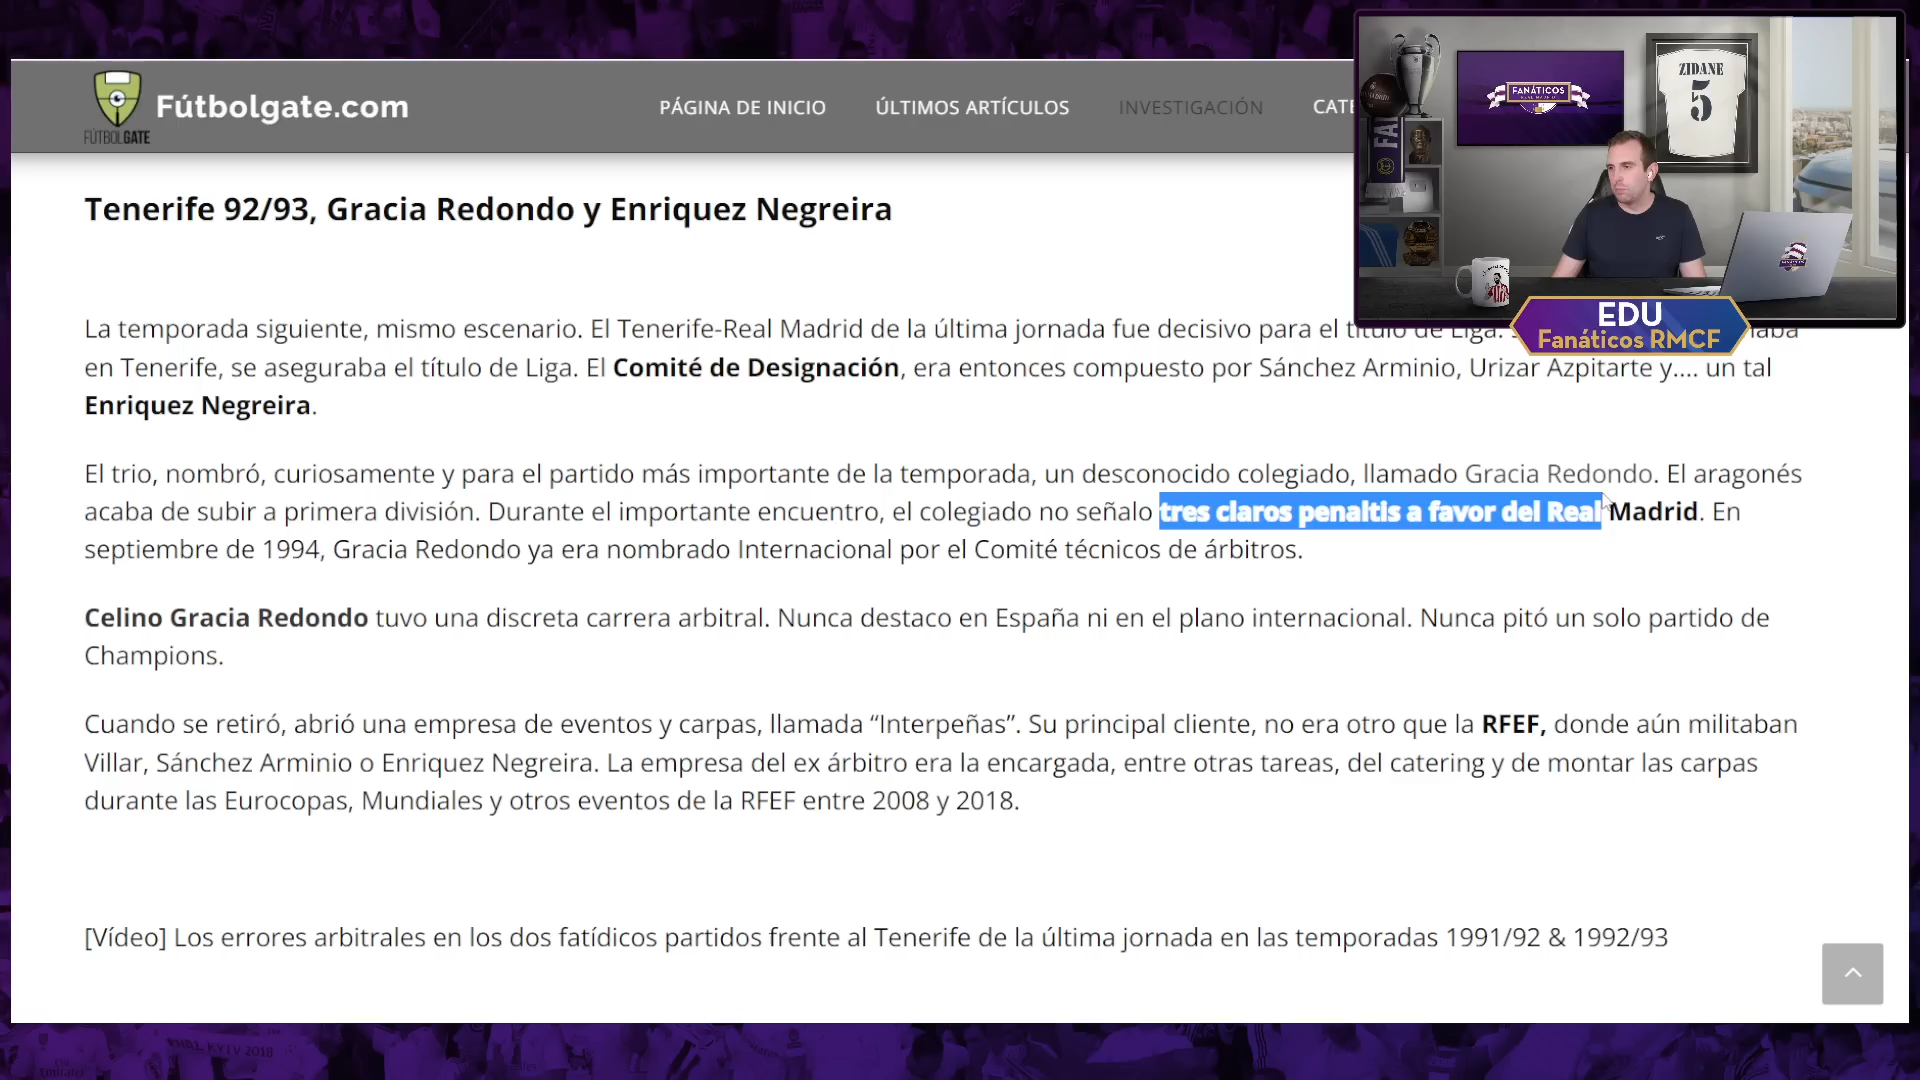 Fútbolgate.com
FÚTBOLGATE
PÁGINA DE INICIO
ÚLTIMOS ARTÍCULOS
INVESTIGACIÓN
CATE
FANÁTICOS
REAL MADRID
ZIDANE
5
FA
EDU
Fanáticos RMCF
Tenerife 92/93, Gracia Redondo y Enriquez Negreira
La temporada siguiente, mismo escenario. El Tenerife-Real Madrid de la última jornada fue decisivo para el título de Liga.
en Tenerife, se aseguraba el título de Liga. El Comité de Designación, era entonces compuesto por Sánchez Arminio, Urizar Azpitarte y.... un tal
Enriquez Negreira.
El trio, nombró, curiosamente y para el partido más importante de la temporada, un desconocido colegiado, llamado Gracia Redondo. El aragonés
acaba de subir a primera división. Durante el importante encuentro, el colegiado no señalo tres claros penaltis a favor del Real Madrid. En
septiembre de 1994, Gracia Redondo ya era nombrado Internacional por el Comité técnicos de árbitros.
Celino Gracia Redondo tuvo una discreta carrera arbitral. Nunca destaco en España ni en el plano internacional. Nunca pitó un solo partido de
Champions.
Cuando se retiró, abrió una empresa de eventos y carpas, llamada “Interpeñas”. Su principal cliente, no era otro que la RFEF, donde aún militaban
Villar, Sánchez Arminio o Enriquez Negreira. La empresa del ex árbitro era la encargada, entre otras tareas, del catering y de montar las carpas
durante las Eurocopas, Mundiales y otros eventos de la RFEF entre 2008 y 2018.
[Vídeo] Los errores arbitrales en los dos fatídicos partidos frente al Tenerife de la última jornada en las temporadas 1991/92 & 1992/93